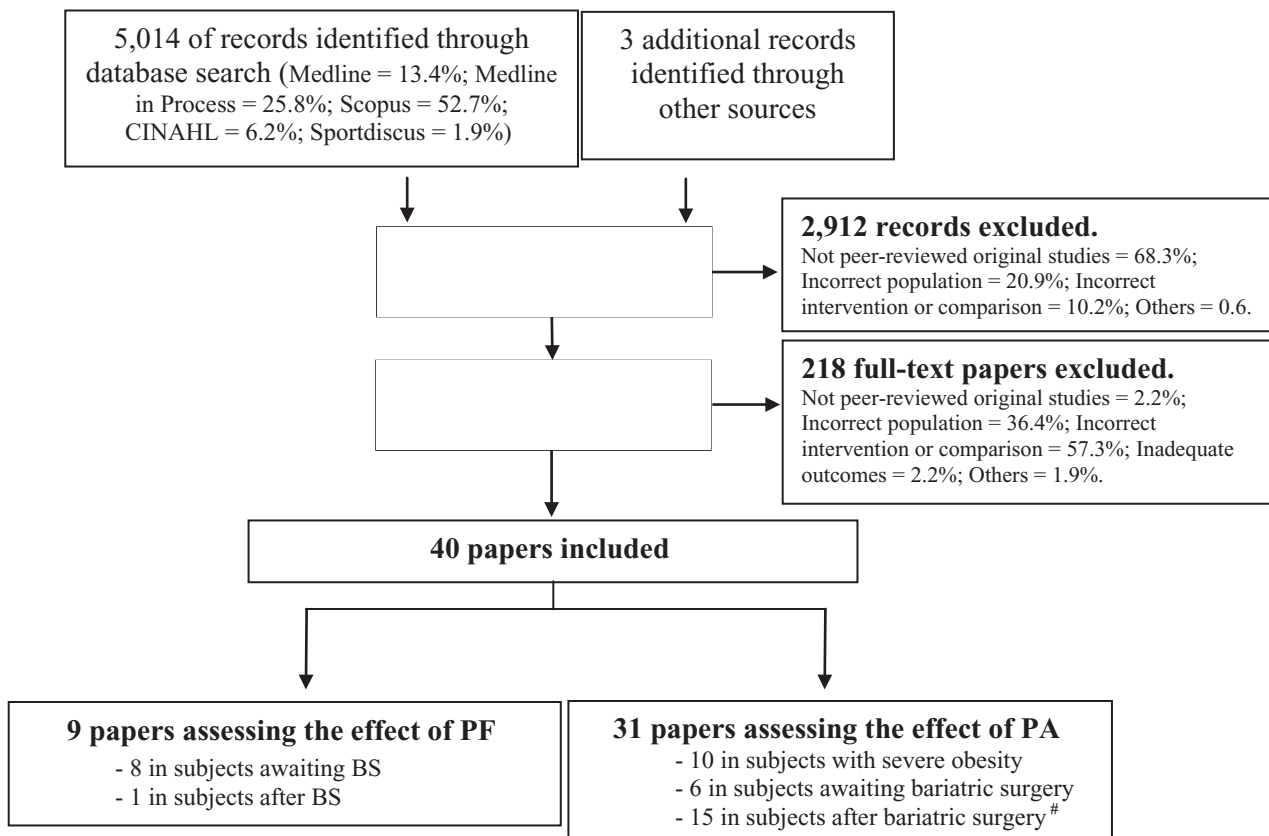 5,014 of records identified through
database search (Medline = 13.4%; Medline
in Process = 25.8%; Scopus = 52.7%;
CINAHL = 6.2%; Sportdiscus = 1.9%)
3 additional records
identified through
other sources
2,912 records excluded.
Not peer-reviewed original studies = 68.3%;
Incorrect population = 20.9%; Incorrect
intervention or comparison = 10.2%; Others = 0.6.
218 full-text papers excluded.
Not peer-reviewed original studies = 2.2%;
Incorrect population = 36.4%; Incorrect
intervention or comparison = 57.3%; Inadequate
outcomes = 2.2%; Others = 1.9%.
40 papers included
9 papers assessing the effect of PF
- 8 in subjects awaiting BS
- 1 in subjects after BS
31 papers assessing the effect of PA
- 10 in subjects with severe obesity
- 6 in subjects awaiting bariatric surgery
- 15 in subjects after bariatric surgery #